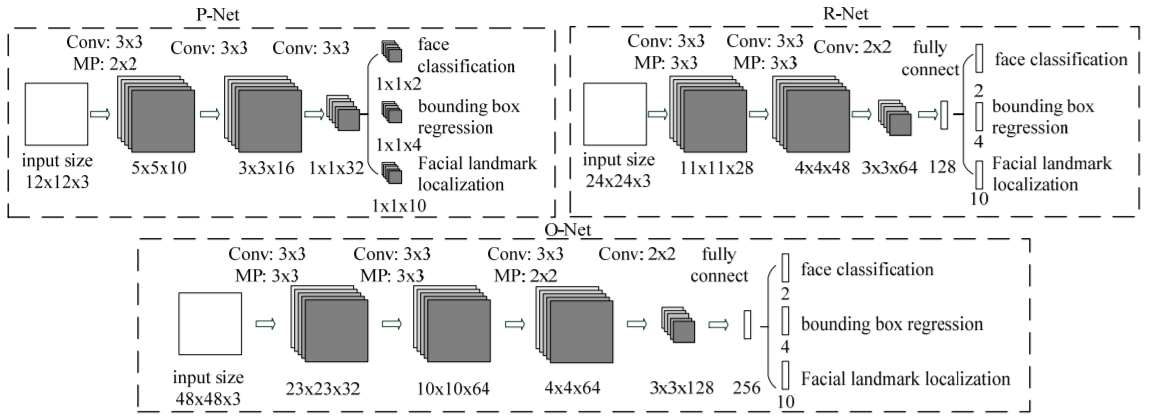 P-Net
Conv: 3x3
MP: 2x2
Conv: 3x3
Conv: 3x3
face
classification
1x1x2
bounding box
regression
1x1x4
Facial landmark
localization
1x1x10
input size
12x12x3
5x5x10
3x3x16
1x1x32
R-Net
Conv: 3x3
MP: 3x3
Conv: 3x3
MP: 3x3
Conv: 2x2
fully
connect
face classification
2
bounding box
regression
4
Facial landmark
localization
10
input size
24x24x3
11x11x28
4x4x48
3x3x64
128
O-Net
Conv: 3x3
MP: 3x3
Conv: 3x3
MP: 3x3
Conv: 3x3
MP: 2x2
Conv: 2x2
fully
connect
face classification
2
bounding box regression
4
Facial landmark localization
10
input size
48x48x3
23x23x32
10x10x64
4x4x64
3x3x128
256